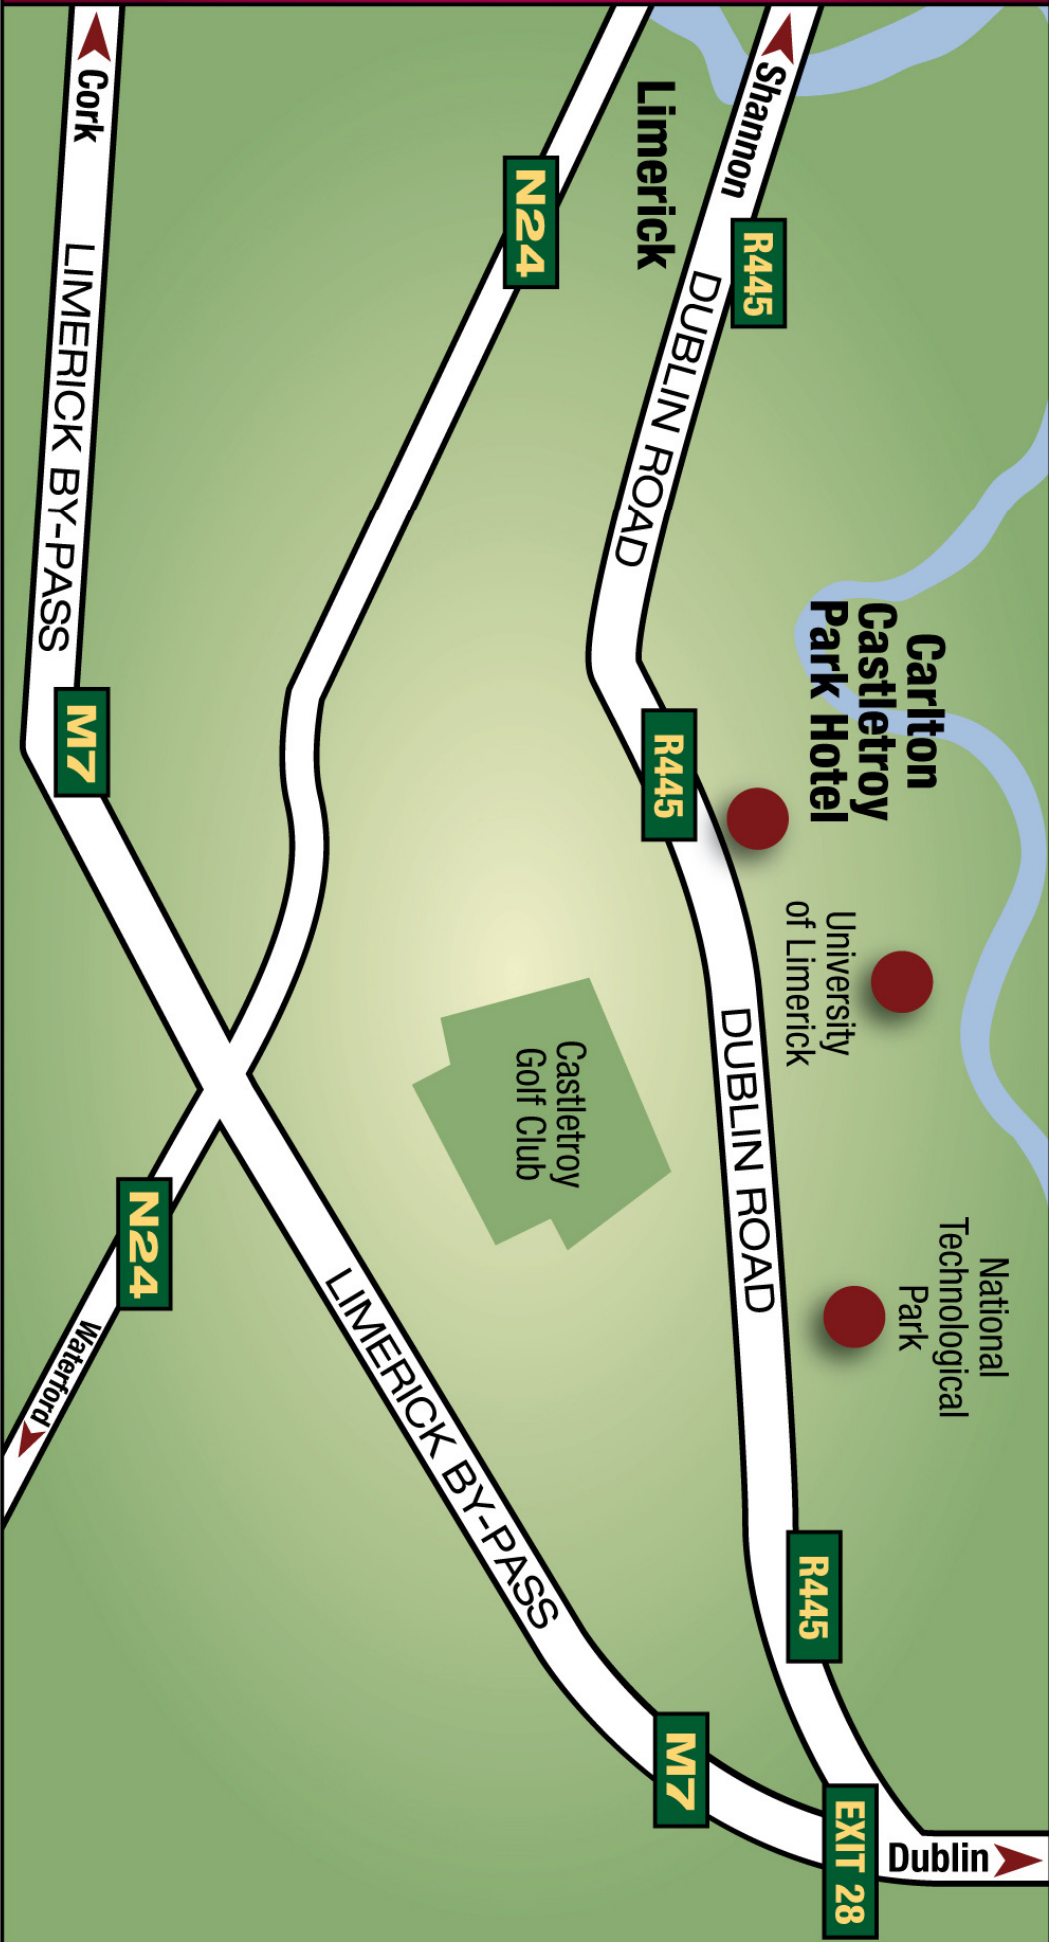 Dublin
National
Technological
Park
Carlton
Castletroy
Park Hotel
University
of Limerick
EXIT 28
R445
Shannon
R445
DUBLIN ROAD
R445
DUBLIN ROAD
Limerick
M7
N24
Castletroy
Golf Club
LIMERICK BY-PASS
N24
Waterford
Cork
LIMERICK BY-PASS
M7